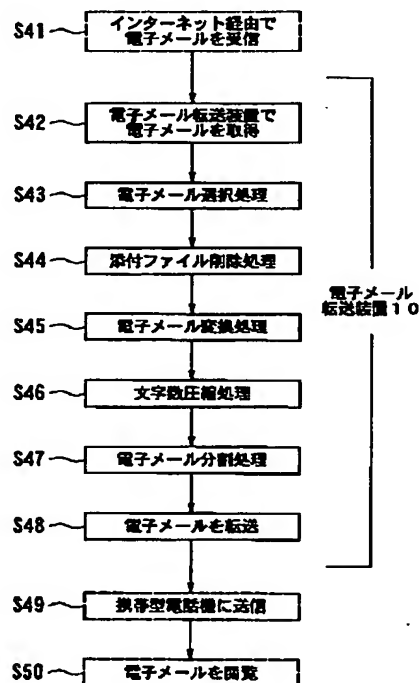 S41 インターネット経由で
電子メールを受信
S42 電子メール転送装置で
電子メールを取得
S43 電子メール選択処理
S44 添付ファイル削除処理
電子メール
転送装置10
S45 電子メール変換処理
S46 文字数圧縮処理
S47 電子メール分割処理
S48 電子メールを転送
S49 携帯型電話機に送信
S50 電子メールを閲覧